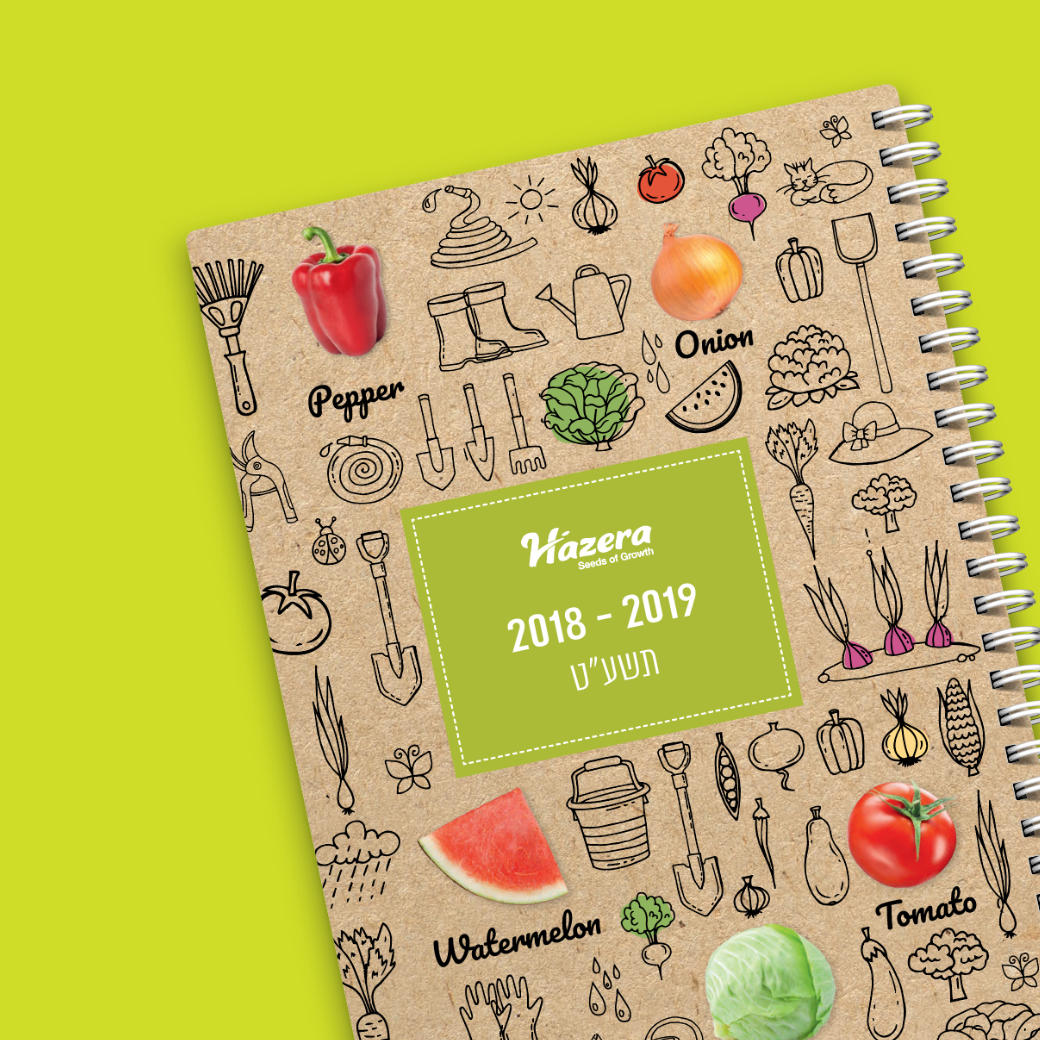 Onion
Pepper
Hazera
Seeds of Growth
2018 - 2019
תשע״ט
Tomato
Watermelon